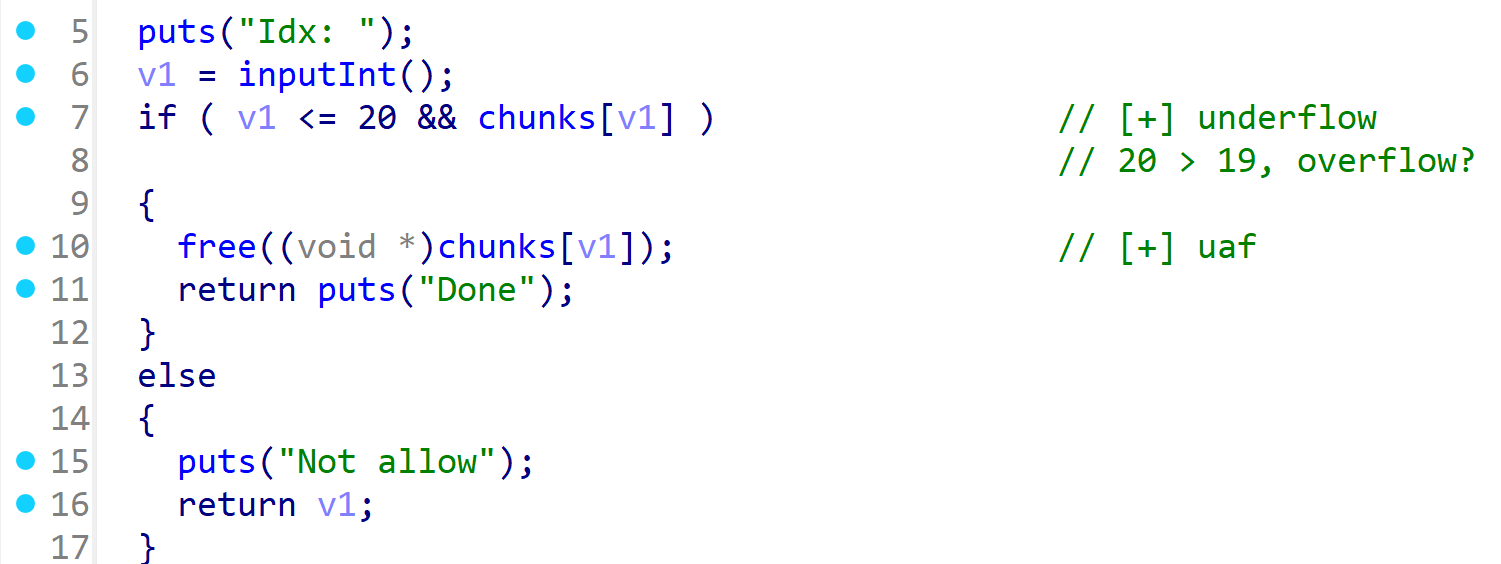 5 puts("Idx: ");
6 v1 = inputInt();
7 if ( v1 <= 20 && chunks[v1] ) // [+] underflow
8 // 20 > 19, overflow?
9 {
10 free((void *)chunks[v1]); // [+] uaf
11 return puts("Done");
12 }
13 else
14 {
15 puts("Not allow");
16 return v1;
17 }